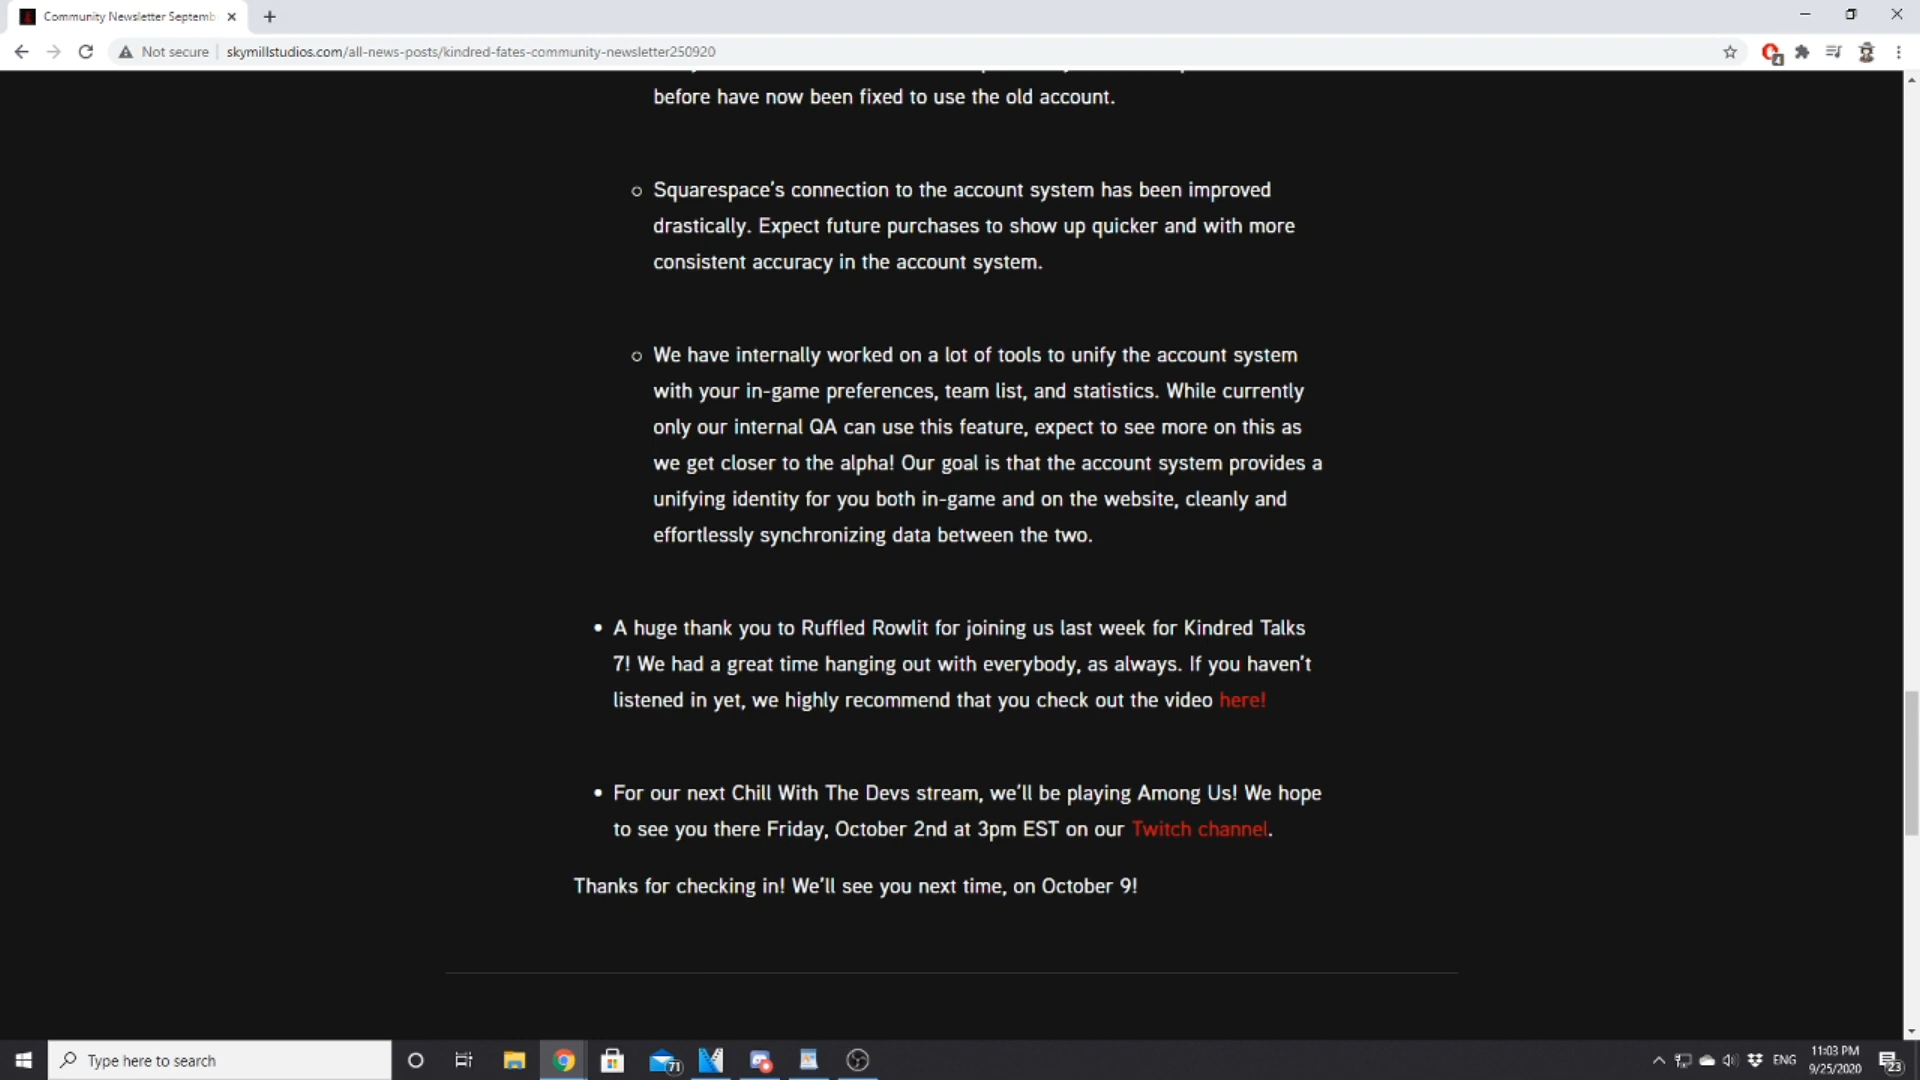 Community Newsletter Septemb
Not secure
skymillstudios.com/all-news-posts/kindred-fates-community-newsletter250920
4
before have now been fixed to use the old account.
Squarespace's connection to the account system has been improved
drastically. Expect future purchases to show up quicker and with more
consistent accuracy in the account system.
We have internally worked on a lot of tools to unify the account system
with your in-game preferences, team list, and statistics. While currently
only our internal QA can use this feature, expect to see more on this as
we get closer to the alpha! Our goal is that the account system provides a
unifying identity for you both in-game and on the website, cleanly and
effortlessly synchronizing data between the two.
A huge thank you to Ruffled Rowlit for joining us last week for Kindred Talks
7! We had a great time hanging out with everybody, as always. If you haven't
listened in yet, we highly recommend that you check out the video here!
For our next Chill With The Devs stream, we'll be playing Among Us! We hope
to see you there Friday, October 2nd at 3pm EST on our Twitch channel.
Thanks for checking in! We'll see you next time, on October 9!
Type here to search
71
ENG
11:03 PM
9/25/2020
23